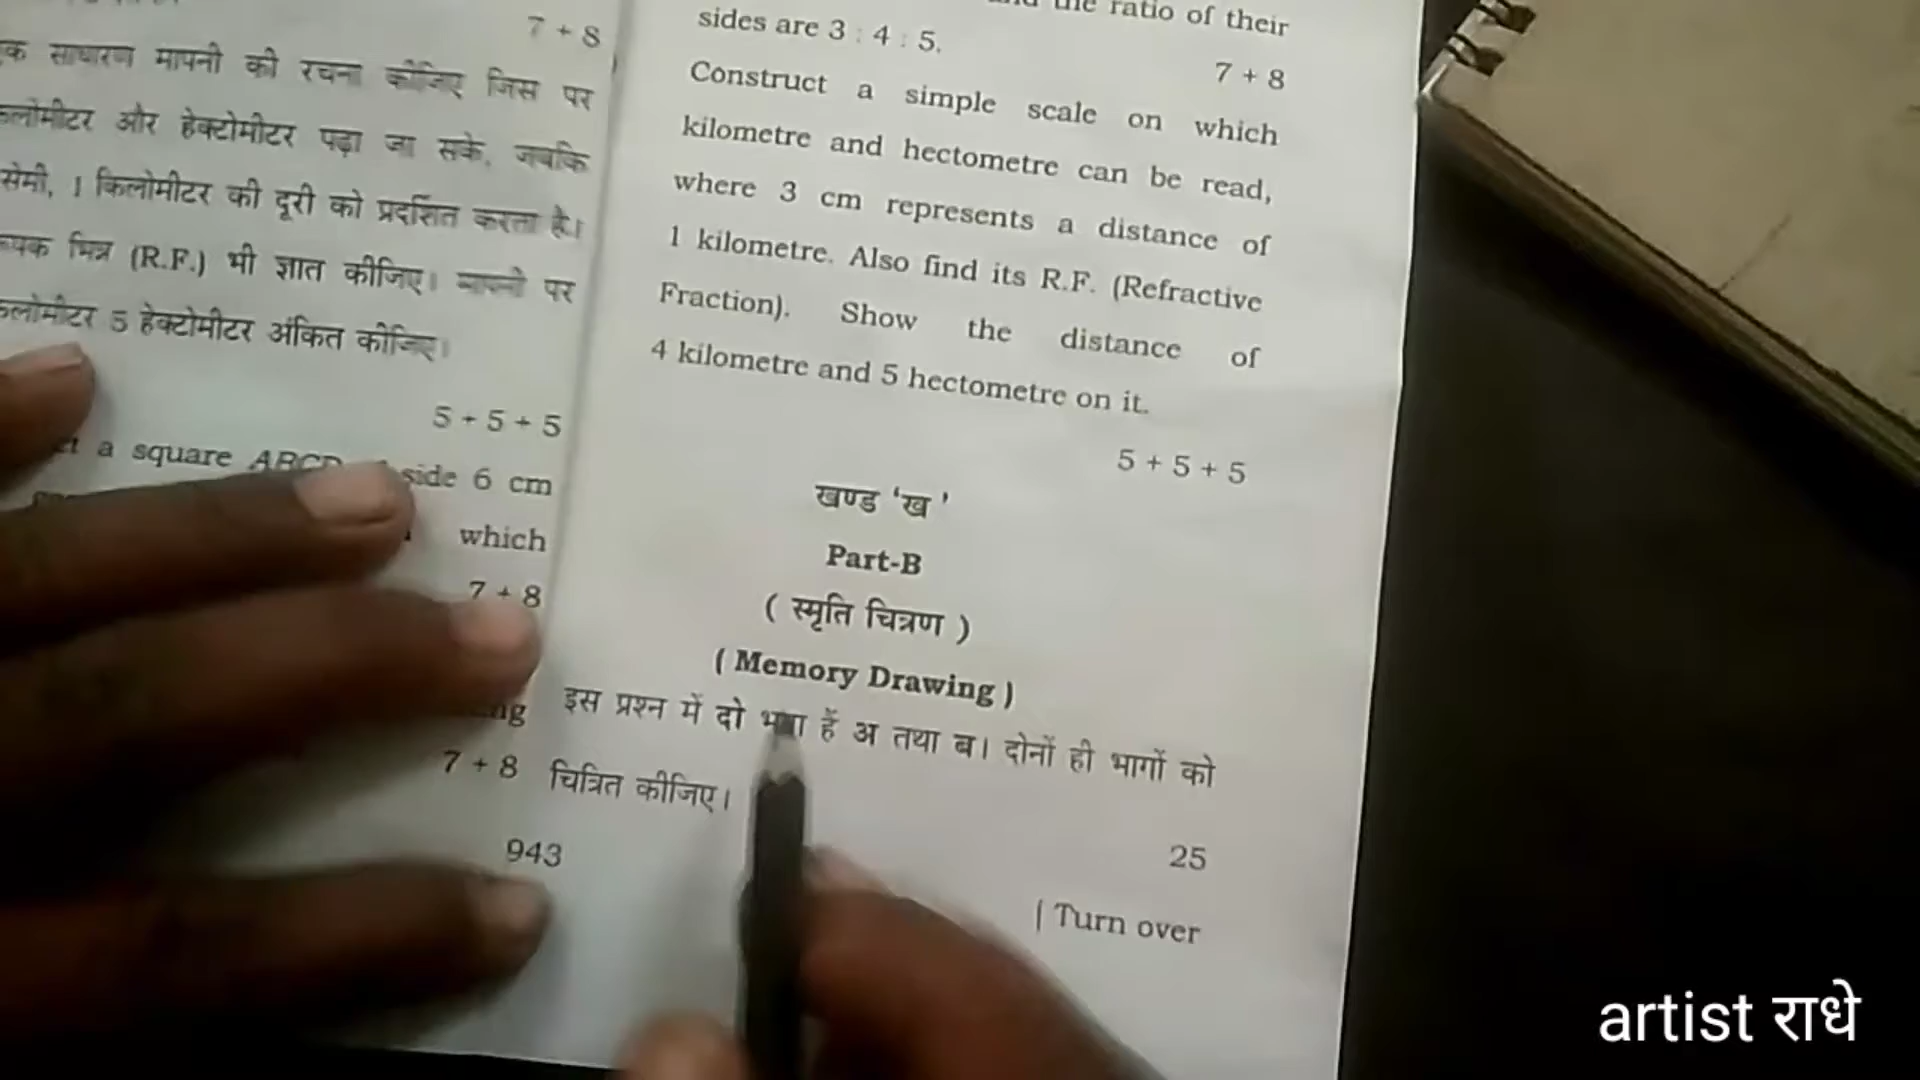 7 + 8
साधारण मापनी की रचना कीजिए जिस पर
और हेक्टोमीटर पढ़ा जा सके, जबकि
सेमी, 1 किलोमीटर की दूरी को प्रदर्शित करता है।
भिन्न (R.F.) भी ज्ञात कीजिए। मापनी पर
5 हेक्टोमीटर अंकित कीजिए।
5 + 5 + 5
a square ABCD side 6 cm
which
7 + 8
7 + 8
943
the ratio of their
sides are 3 : 4 : 5.
7 + 8
Construct a simple scale on which
kilometre and hectometre can be read,
where 3 cm represents a distance of
1 kilometre. Also find its R.F. (Refractive
Fraction). Show the distance of
4 kilometre and 5 hectometre on it.
5 + 5 + 5
खण्ड ‘ख’
Part-B
( स्मृति चित्रण )
( Memory Drawing )
इस प्रश्न में दो भाग हैं अ तथा ब। दोनों ही भागों को
चित्रित कीजिए।
25
| Turn over
artist राधे